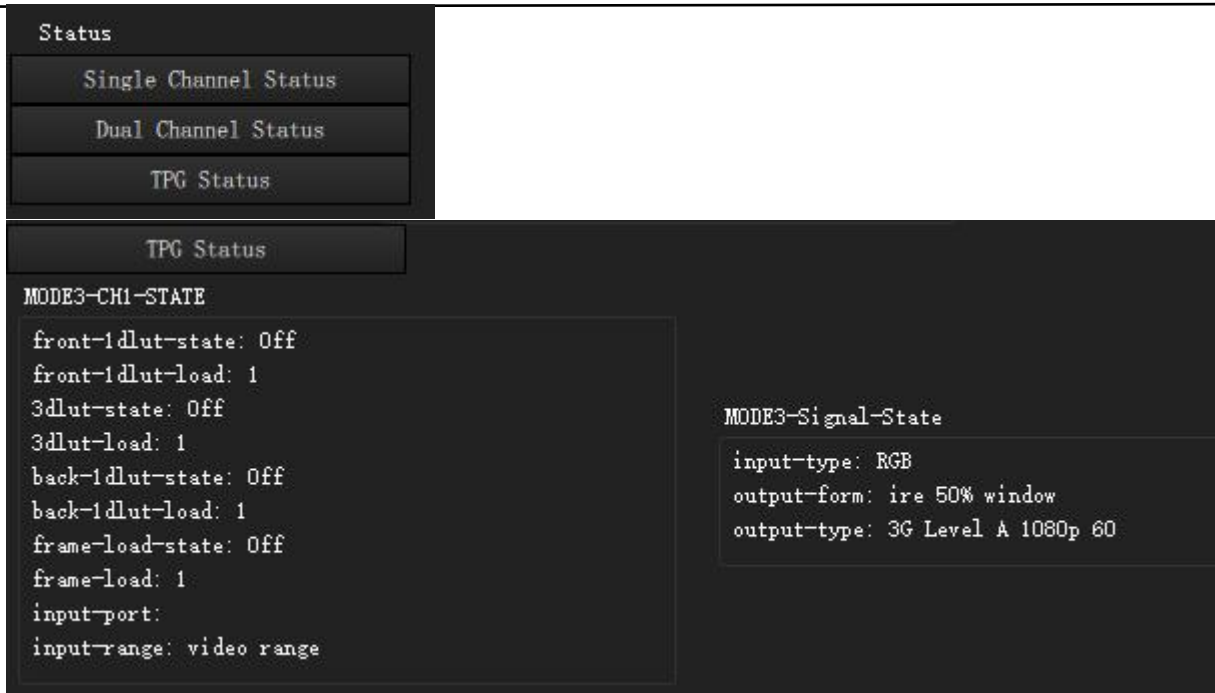 Status
Single Channel Status
Dual Channel Status
TPG Status
TPG Status
MODE3-CH1-STATE
front-1dlut-state: Off
front-1dlut-load: 1
3dlut-state: Off
3dlut-load: 1
back-1dlut-state: Off
back-1dlut-load: 1
frame-load-state: Off
frame-load: 1
input-port:
input-range: video range
MODE3-Signal-State
input-type: RGB
output-form: ire 50% window
output-type: 3G Level A 1080p 60